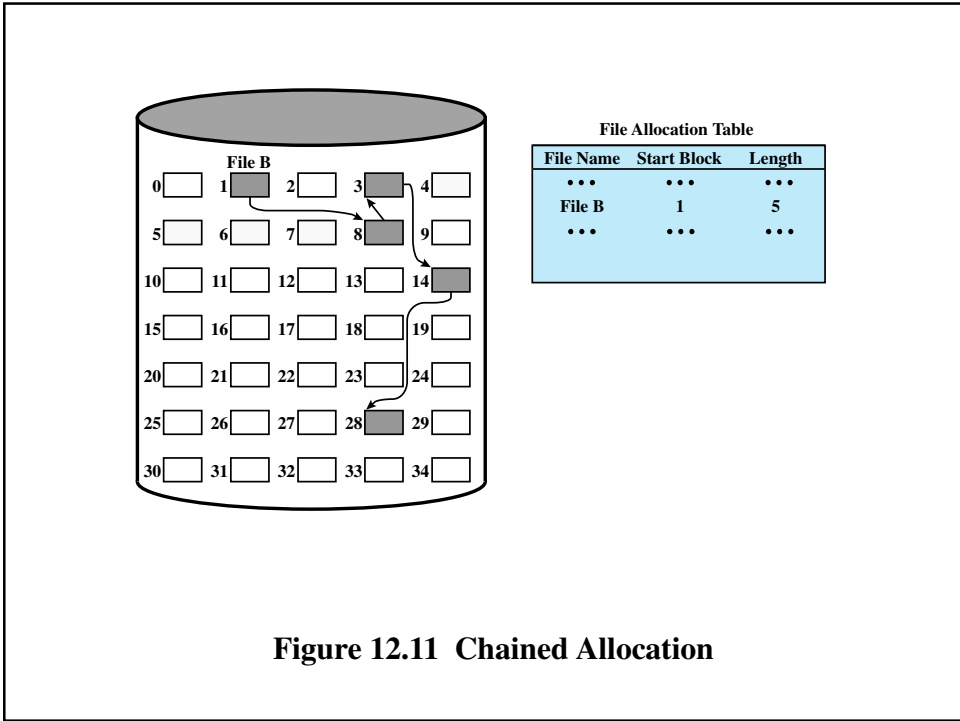 File Allocation Table
File Name Start Block Length
••• ••• •••
File B 1 5
••• ••• •••
File B
0 1 2 3 4
5 6 7 8 9
10 11 12 13 14
15 16 17 18 19
20 21 22 23 24
25 26 27 28 29
30 31 32 33 34
Figure 12.11 Chained Allocation